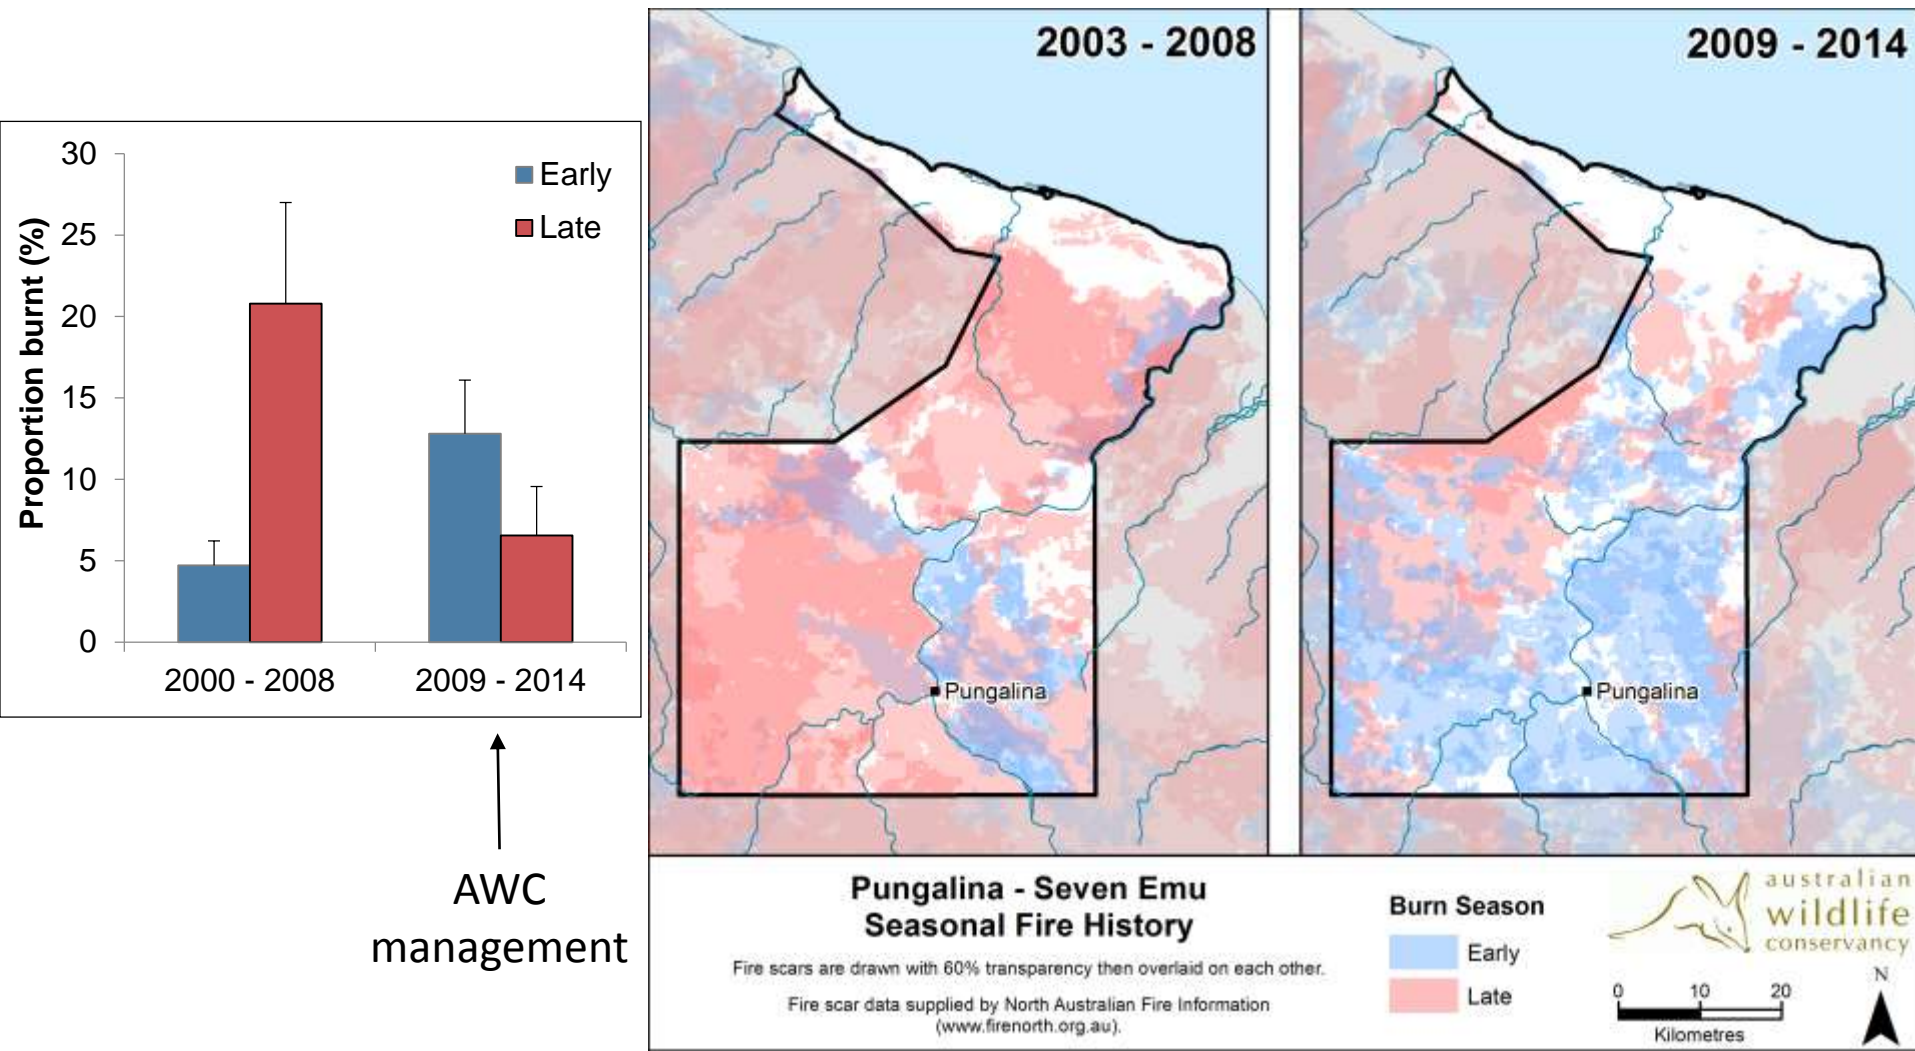 30
25
20
15
10
5
0
Proportion burnt (%)
Early
Late
2000 - 2008
2009 - 2014
AWC
management
2003 - 2008
Pungalina
2009 - 2014
Pungalina
Pungalina - Seven Emu
Seasonal Fire History
Fire scars are drawn with 60% transparency then overlaid on each other.
Fire scar data supplied by North Australian Fire Information
(www.firenorth.org.au).
Burn Season
Early
Late
australian
wildlife
conservancy
0 10 20
Kilometres
N